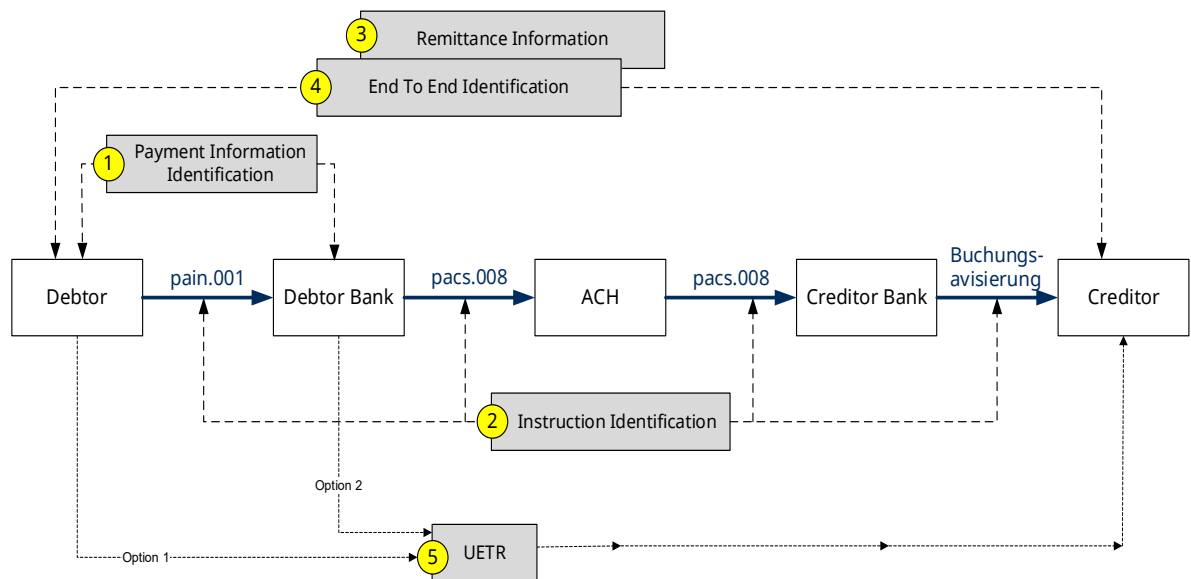 3
Remittance Information
4
End To End Identification
1
Payment Information
Identification
Debtor
pain.001
Debtor Bank
pacs.008
ACH
pacs.008
Creditor Bank
Buchungs-
avisierung
Creditor
2
Instruction Identification
Option 2
Option 1
5
UETR